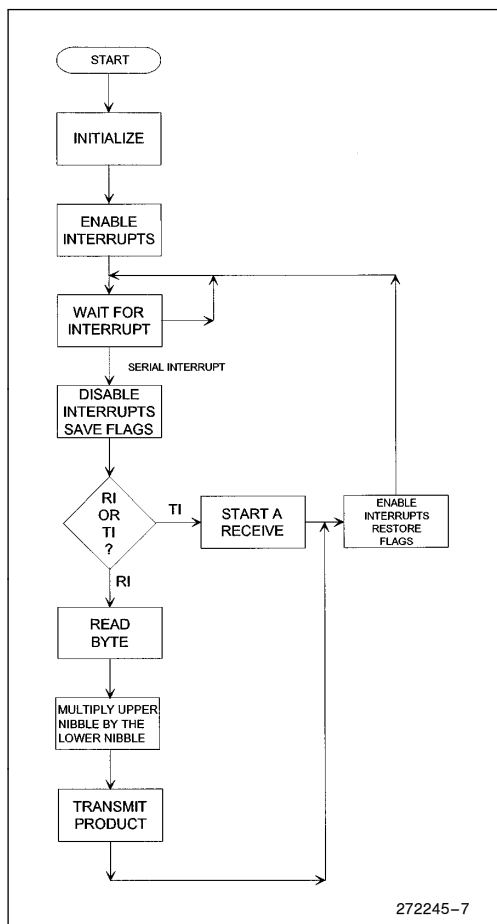 START
INITIALIZE
ENABLE
INTERRUPTS
WAIT FOR
INTERRUPT
SERIAL INTERRUPT
DISABLE
INTERRUPTS
SAVE FLAGS
RI
OR
TI
?
TI
START A
RECEIVE
ENABLE
INTERRUPTS
RESTORE
FLAGS
RI
READ
BYTE
MULTIPLY UPPER
NIBBLE BY THE
LOWER NIBBLE
TRANSMIT
PRODUCT
272245–7